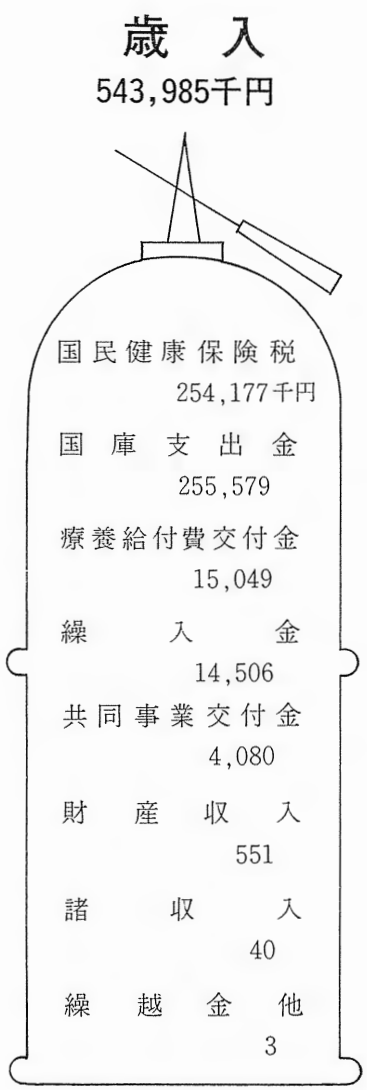 歳入
543,985千円
国民健康保険税
254,177千円
国庫支出金
255,579
療養給付費交付金
15,049
繰入金
14,506
共同事業交付金
4,080
財産収入
551
諸収入
40
繰越金他
3